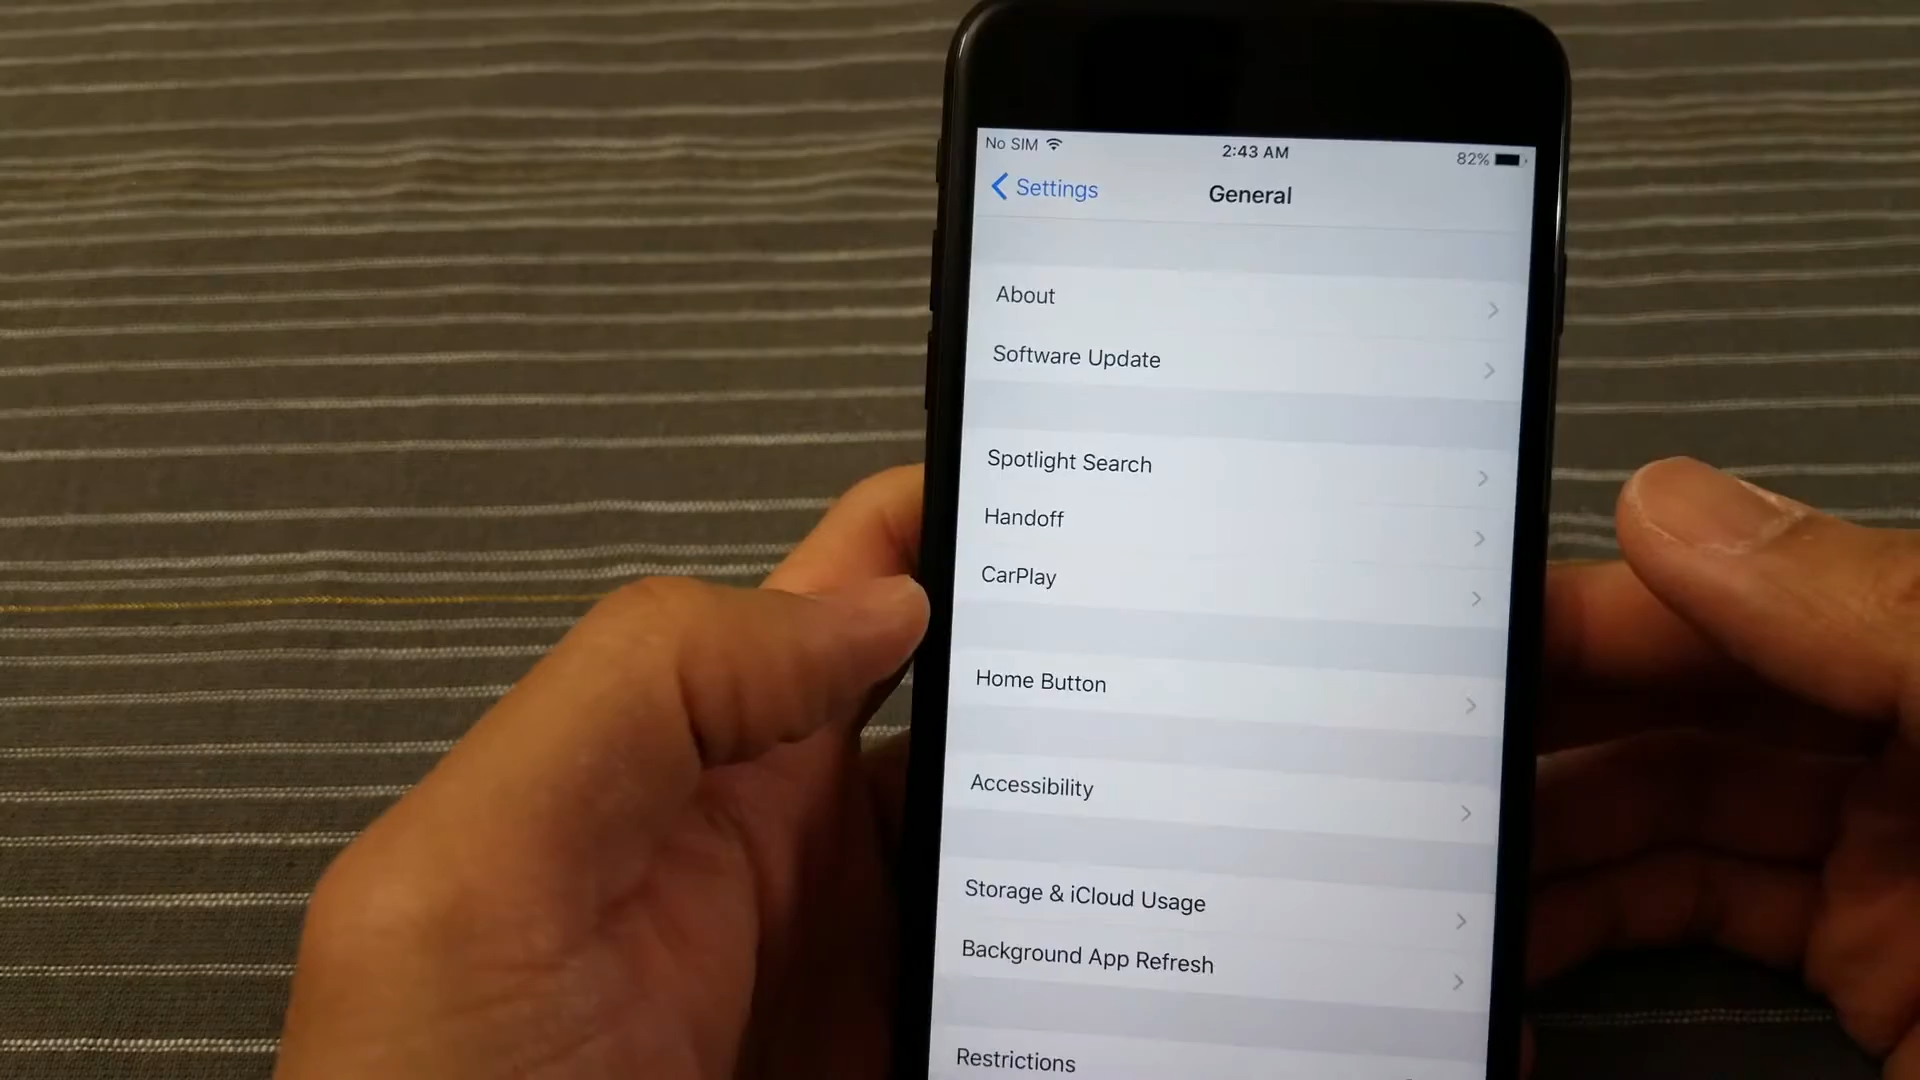 No SIM 2:43 AM 82%
Settings General
About
Software Update
Spotlight Search
Handoff
CarPlay
Home Button
Accessibility
Storage & iCloud Usage
Background App Refresh
Restrictions